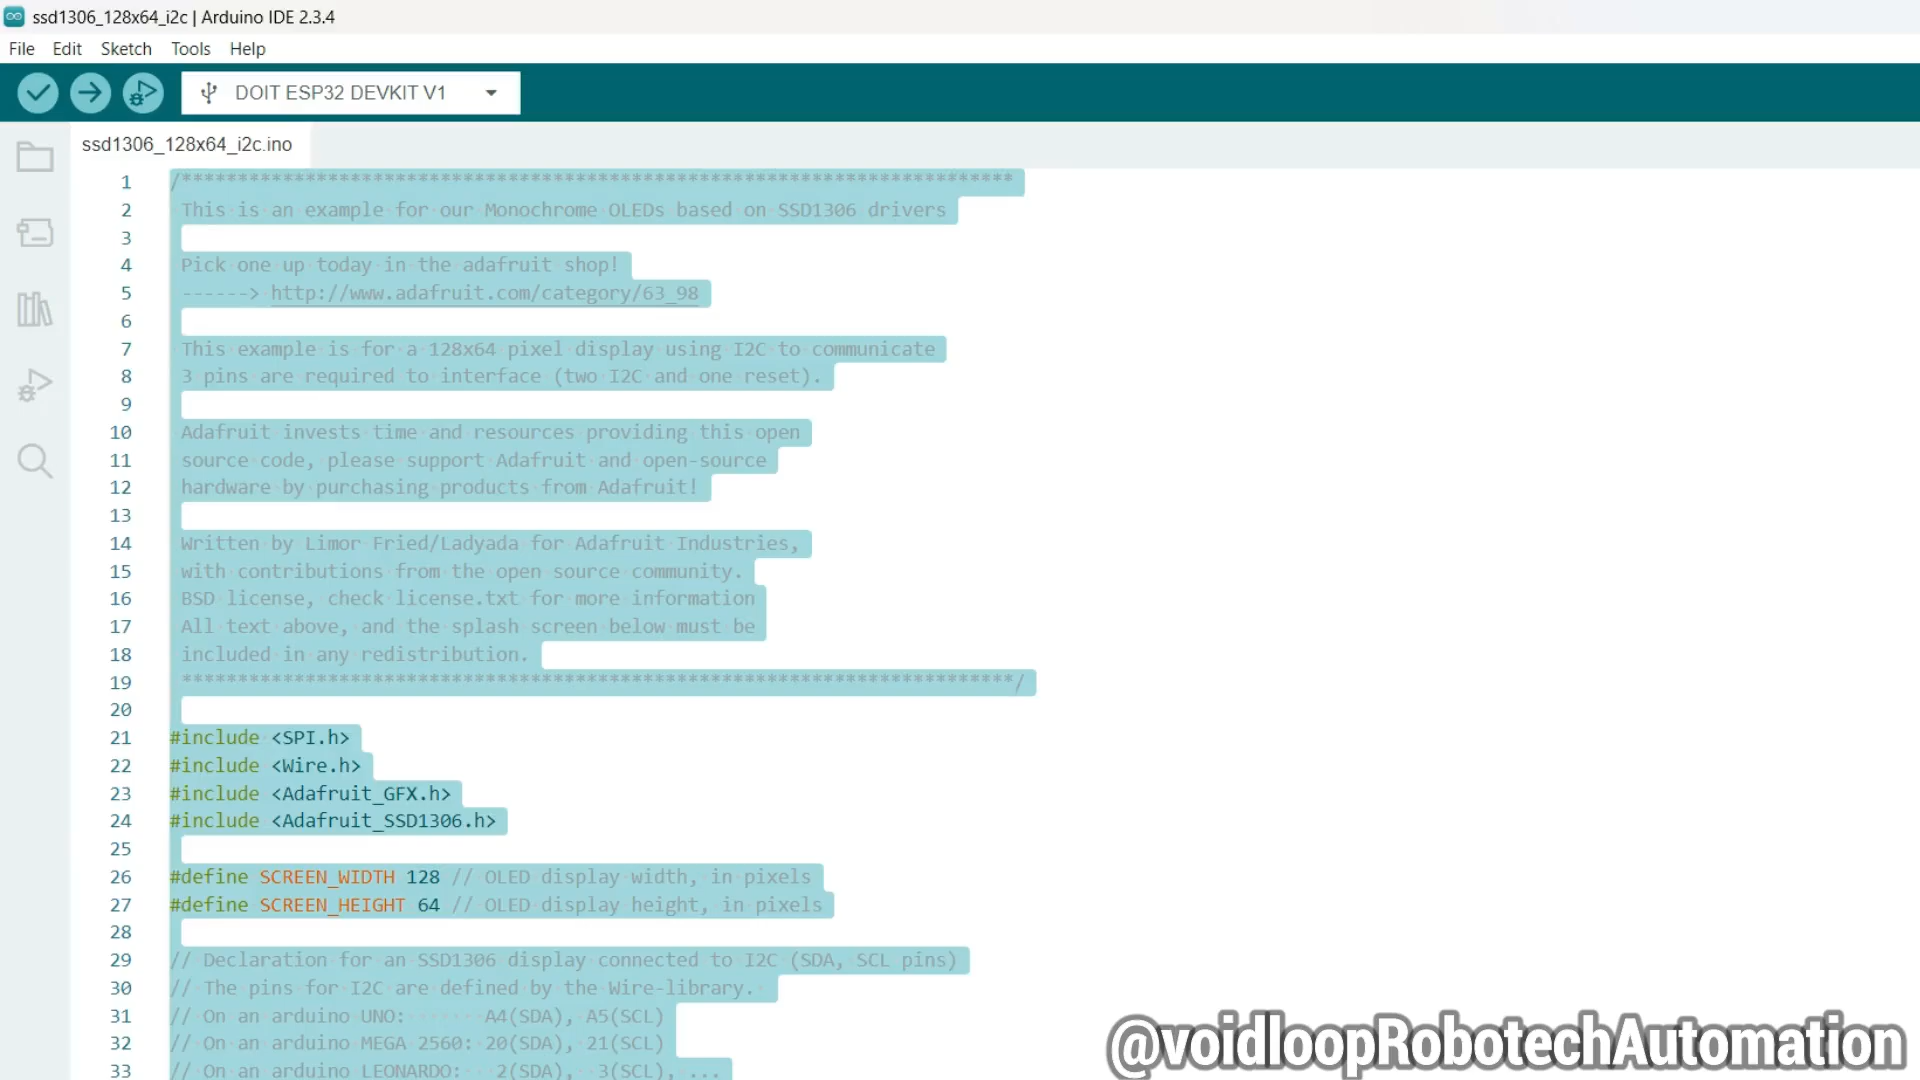 ssd1306_128x64_i2c | Arduino IDE 2.3.4
File Edit Sketch Tools Help
DOIT ESP32 DEVKIT V1
ssd1306_128x64_i2c.ino
1 /**************************************************************************
2 This is an example for our Monochrome OLEDs based on SSD1306 drivers
3
4 Pick one up today in the adafruit shop!
5 ------> http://www.adafruit.com/category/63_98
6
7 This example is for a 128x64 pixel display using I2C to communicate
8 3 pins are required to interface (two I2C and one reset).
9
10 Adafruit invests time and resources providing this open
11 source code, please support Adafruit and open-source
12 hardware by purchasing products from Adafruit!
13
14 Written by Limor Fried/Ladyada for Adafruit Industries,
15 with contributions from the open source community.
16 BSD license, check license.txt for more information
17 All text above, and the splash screen below must be
18 included in any redistribution.
19 **************************************************************************/
20
21 #include <SPI.h>
22 #include <Wire.h>
23 #include <Adafruit_GFX.h>
24 #include <Adafruit_SSD1306.h>
25
26 #define SCREEN_WIDTH 128 // OLED display width, in pixels
27 #define SCREEN_HEIGHT 64 // OLED display height, in pixels
28
29 // Declaration for an SSD1306 display connected to I2C (SDA, SCL pins)
30 // The pins for I2C are defined by the Wire-library.
31 // On an arduino UNO: A4(SDA), A5(SCL)
32 // On an arduino MEGA 2560: 20(SDA), 21(SCL)
33 // On an arduino LEONARDO: 2(SDA), 3(SCL), ...
@voidloopRobotechAutomation